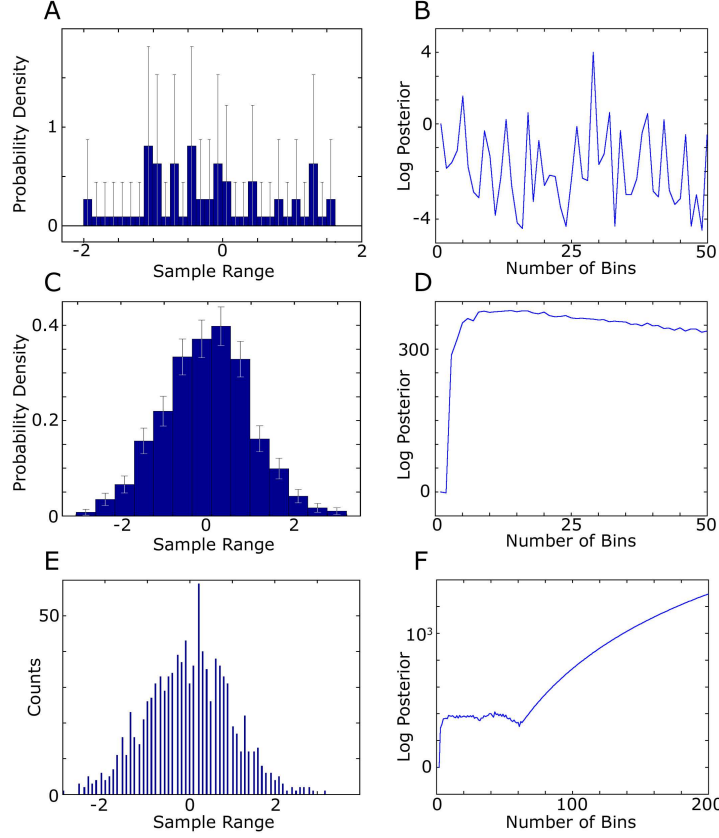 A
B
Probability Density
1
0
-2
-1
0
1
2
Sample Range
Log Posterior
4
0
-4
0
25
50
Number of Bins
C
D
Probability Density
0.4
0.2
0
-2
0
2
Sample Range
Log Posterior
300
0
0
25
50
Number of Bins
E
F
Counts
50
0
-2
0
2
Sample Range
Log Posterior
10³
0
0
100
200
Number of Bins